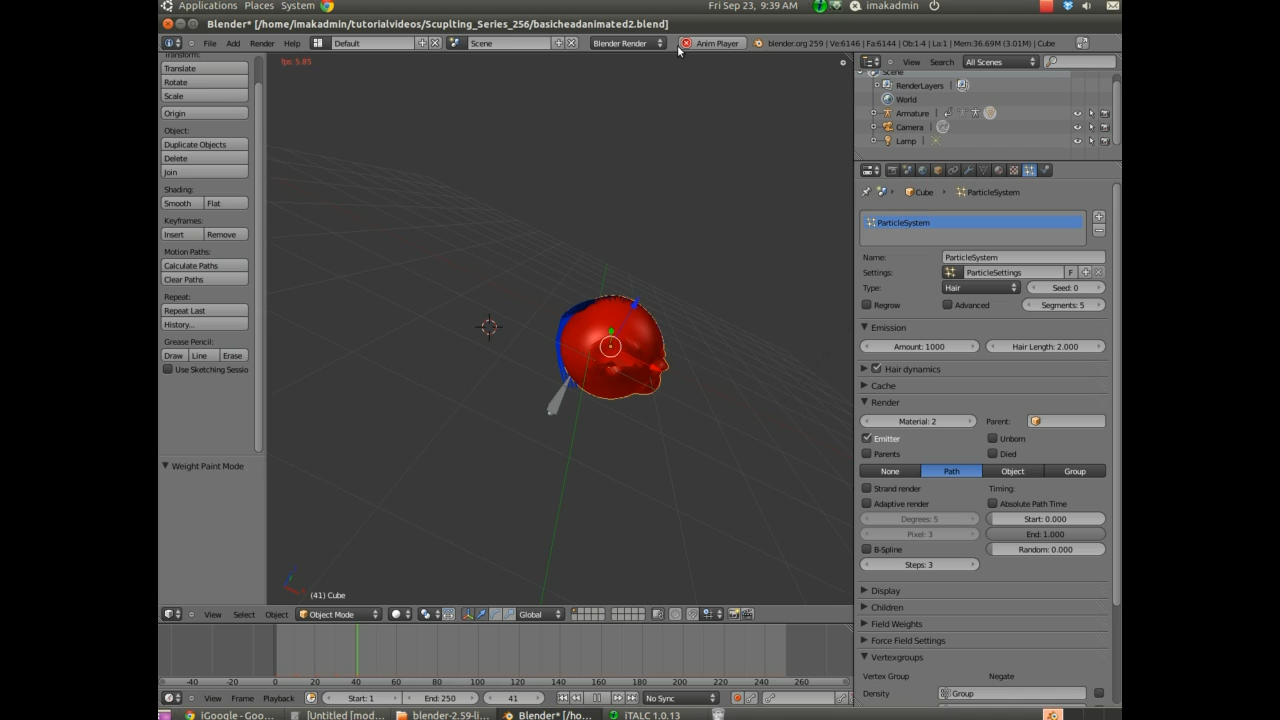 Applications Places System Fri Sep 23, 9:39 AM imakadmin
Blender* [/home/imakadmin/tutorialvideos/Scuplting_Series_256/basicheadanimated2.blend]
File Add Render Help Default Scene Blender Render Anim Player blender.org 259 | Ve:6146 | Fa:6144 | Ob:1-4 | La:1 | Mem:36.69M (3.01M) | Cube
fps: 5.85
Transform:
Translate
Rotate
Scale
Origin
Object:
Duplicate Objects
Delete
Join
Shading:
Smooth Flat
Keyframes:
Insert Remove
Motion Paths:
Calculate Paths
Clear Paths
Repeat:
Repeat Last
History...
Grease Pencil:
Draw Line Erase
Use Sketching Sessio
Weight Paint Mode
(41) Cube
View Select Object Object Mode Global
-40 -20 0 20 40 60 80 100 120 140 160 180 200 220 240 260
View Frame Playback Start: 1 End: 250 41 No Sync
View Search All Scenes
Scene
RenderLayers
World
Armature
Camera
Lamp
Cube ParticleSystem
ParticleSystem
Name: ParticleSystem
Settings: ParticleSettings F
Type: Hair Seed: 0
Regrow Advanced Segments: 5
Emission
Amount: 1000 Hair Length: 2.000
Hair dynamics
Cache
Render
Material: 2 Parent:
Emitter Unborn
Parents Died
None Path Object Group
Strand render Timing:
Adaptive render Absolute Path Time
Degrees: 5 Start: 0.000
Pixel: 3 End: 1.000
B-Spline Random: 0.000
Steps: 3
Display
Children
Field Weights
Force Field Settings
Vertexgroups
Vertex Group Negate
Density Group
iGoogle - Goo... [Untitled [mod... blender-2.59-li... Blender* [/ho... iTALC 1.0.13